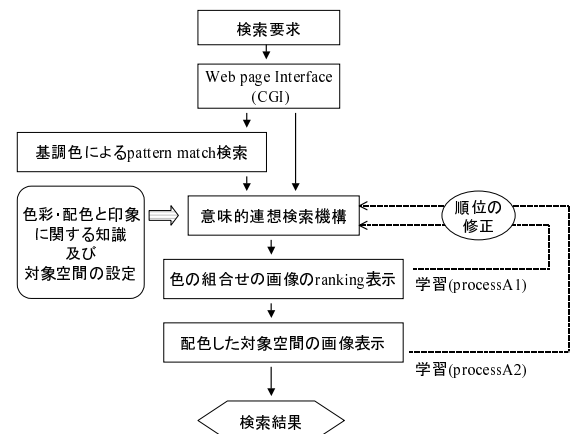 検索要求
Web page Interface
(CGI)
基調色によるpattern match検索
色彩・配色と印象
に関する知識
及び
対象空間の設定
意味的連想検索機構
順位の
修正
色の組合せの画像のranking表示
学習(processA1)
配色した対象空間の画像表示
学習(processA2)
検索結果